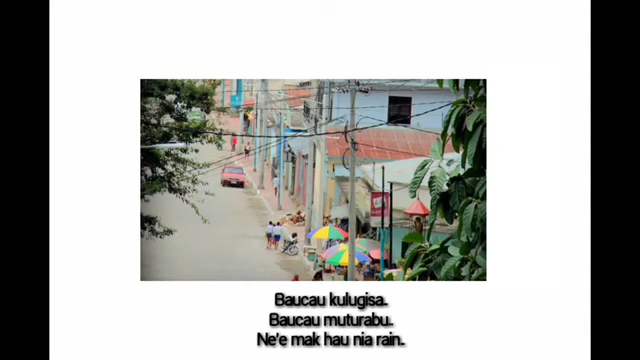 Baucau kulugisa..
Baucau muturabu..
Ne'e mak hau nia rain..